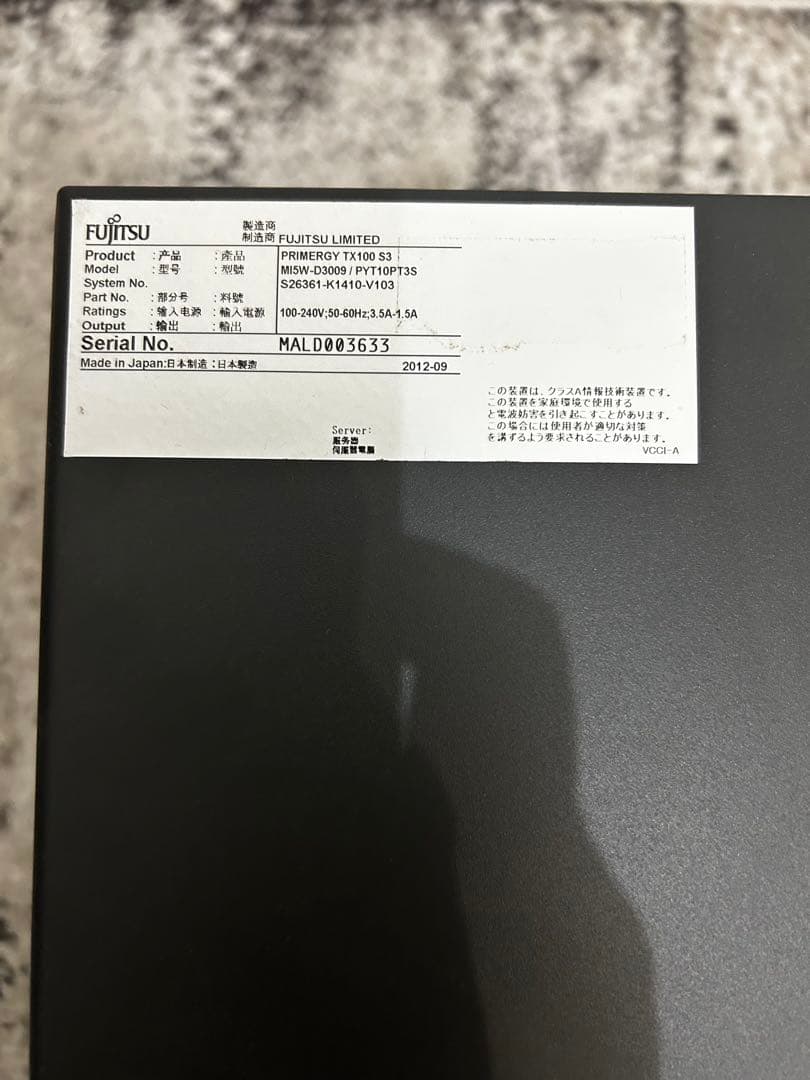 FUJITSU
製造商
制造商 FUJITSU LIMITED
Product : 产品 : 產品 PRIMERGY TX100 S3
Model : 型号 : 型號 MI5W-D3009 / PYT10PT3S
System No. S26361-K1410-V103
Part No. : 部分号 : 料號
Ratings : 输入电源 : 輸入電源 100-240V;50-60Hz;3.5A-1.5A
Output : 输出 : 輸出
Serial No. MALD003633
Made in Japan:日本制造 : 日本製造 2012-09
この装置は、クラスA情報技術装置です。
この装置を家庭環境で使用する
と電波妨害を引き起こすことがあります。
この場合には使用者が適切な対策
を講ずるよう要求されることがあります。
VCCI-A
Server:
服务器
伺服器電腦